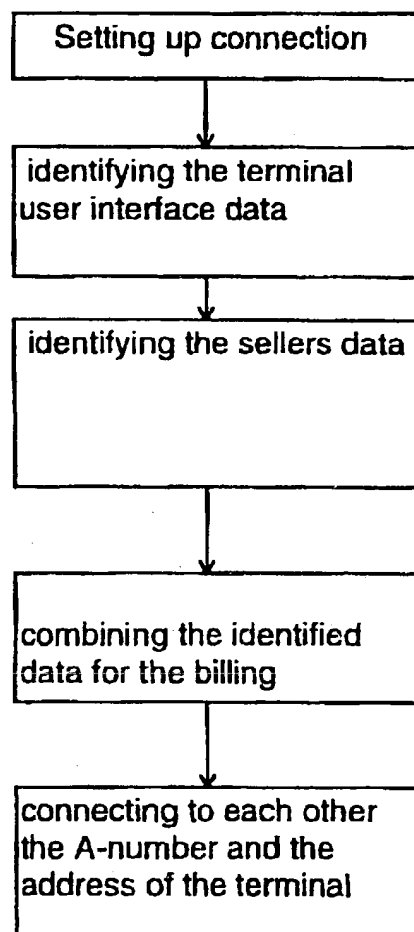 Setting up connection
identifying the terminal
user interface data
identifying the sellers data
combining the identified
data for the billing
connecting to each other
the A-number and the
address of the terminal